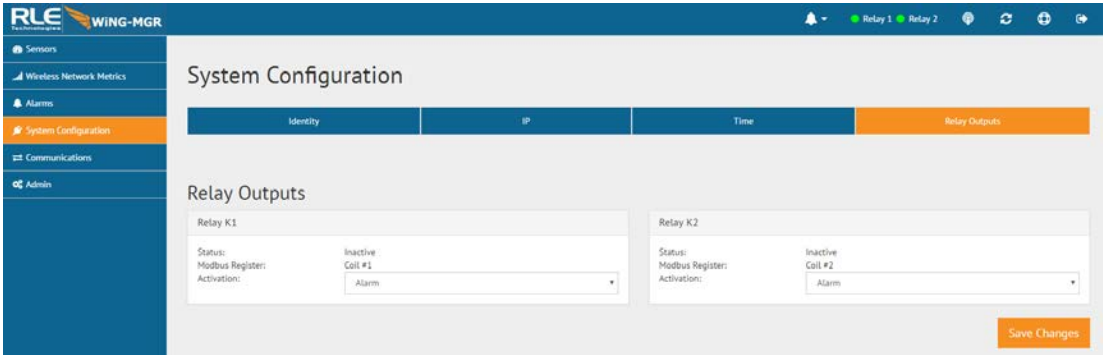 RLE WiNG-MGR
Technologies
Relay 1 Relay 2
Sensors
Wireless Network Metrics
Alarms
System Configuration
Communications
Admin
System Configuration
Identity IP Time Relay Outputs
Relay Outputs
Relay K1
Status: Inactive
Modbus Register: Coil #1
Activation: Alarm
Relay K2
Status: Inactive
Modbus Register: Coil #2
Activation: Alarm
Save Changes